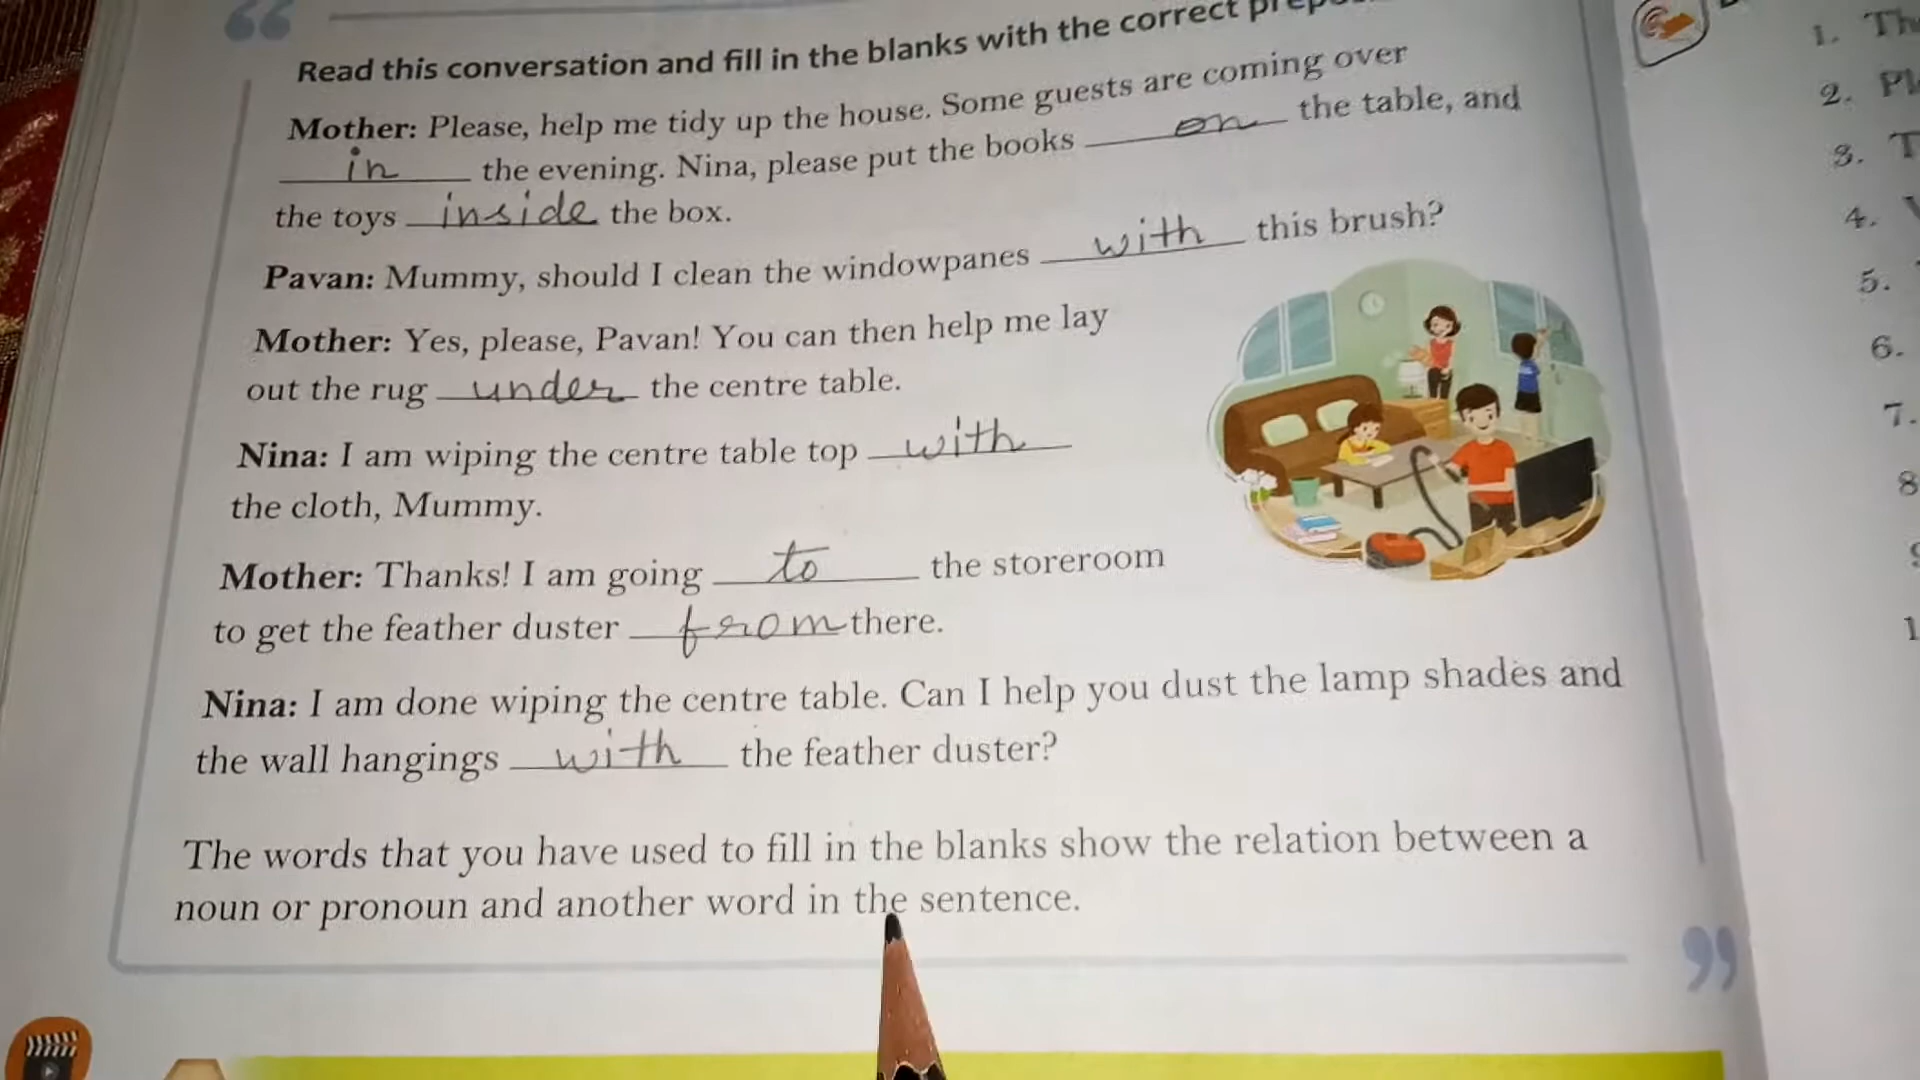 Read this conversation and fill in the blanks with the correct
Mother: Please, help me tidy up the house. Some guests are coming over
in the evening. Nina, please put the books on the table, and
the toys inside the box.
Pavan: Mummy, should I clean the windowpanes with this brush?
Mother: Yes, please, Pavan! You can then help me lay
out the rug under the centre table.
Nina: I am wiping the centre table top with
the cloth, Mummy.
Mother: Thanks! I am going to the storeroom
to get the feather duster from there.
Nina: I am done wiping the centre table. Can I help you dust the lamp shades and
the wall hangings with the feather duster?
The words that you have used to fill in the blanks show the relation between a
noun or pronoun and another word in the sentence.
1.
2.
3.
4.
5.
6.
7.
8